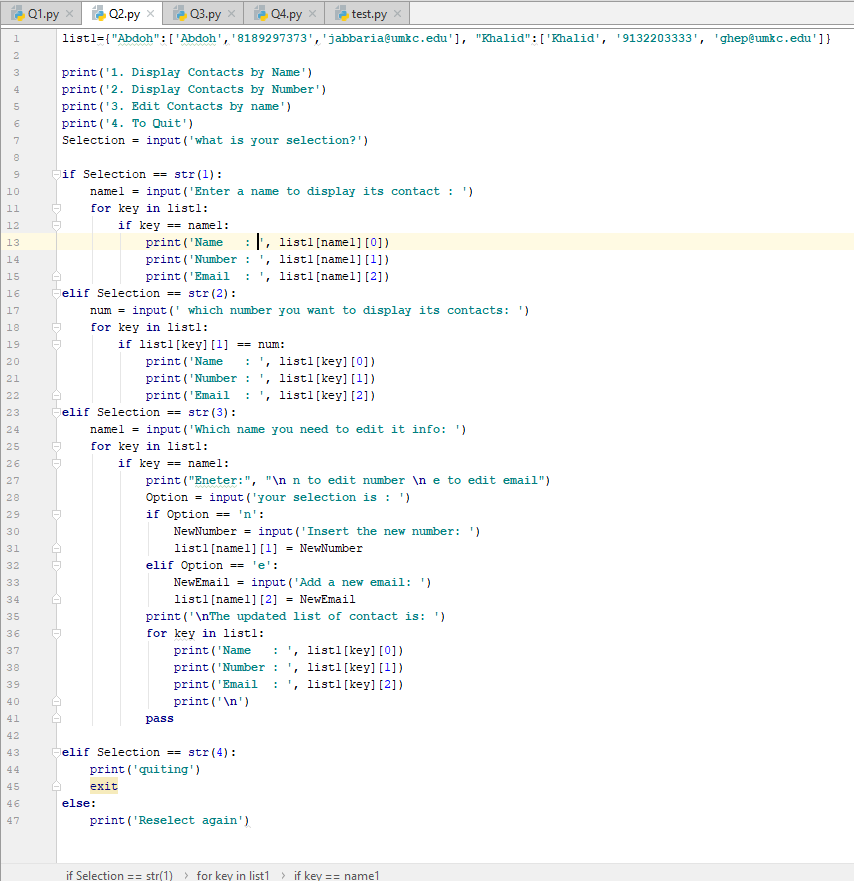 Q1.py Q2.py Q3.py Q4.py test.py
1 list1={"Abdoh":['Abdoh','8189297373','jabbaria@umkc.edu'], "Khalid":['Khalid', '9132203333', 'ghep@umkc.edu']}
2
3 print('1. Display Contacts by Name')
4 print('2. Display Contacts by Number')
5 print('3. Edit Contacts by name')
6 print('4. To Quit')
7 Selection = input('what is your selection?')
8
9 if Selection == str(1):
10     name1 = input('Enter a name to display its contact : ')
11     for key in list1:
12         if key == name1:
13             print('Name   : ', list1[name1][0])
14             print('Number : ', list1[name1][1])
15             print('Email  : ', list1[name1][2])
16 elif Selection == str(2):
17     num = input(' which number you want to display its contacts: ')
18     for key in list1:
19         if list1[key][1] == num:
20             print('Name   : ', list1[key][0])
21             print('Number : ', list1[key][1])
22             print('Email  : ', list1[key][2])
23 elif Selection == str(3):
24     name1 = input('Which name you need to edit it info: ')
25     for key in list1:
26         if key == name1:
27             print("Eneter:", "\n n to edit number \n e to edit email")
28             Option = input('your selection is : ')
29             if Option == 'n':
30                 NewNumber = input('Insert the new number: ')
31                 list1[name1][1] = NewNumber
32             elif Option == 'e':
33                 NewEmail = input('Add a new email: ')
34                 list1[name1][2] = NewEmail
35             print('\nThe updated list of contact is: ')
36             for key in list1:
37                 print('Name   : ', list1[key][0])
38                 print('Number : ', list1[key][1])
39                 print('Email  : ', list1[key][2])
40                 print('\n')
41             pass
42
43 elif Selection == str(4):
44     print('quiting')
45     exit
46 else:
47     print('Reselect again')
if Selection == str(1) › for key in list1 › if key == name1